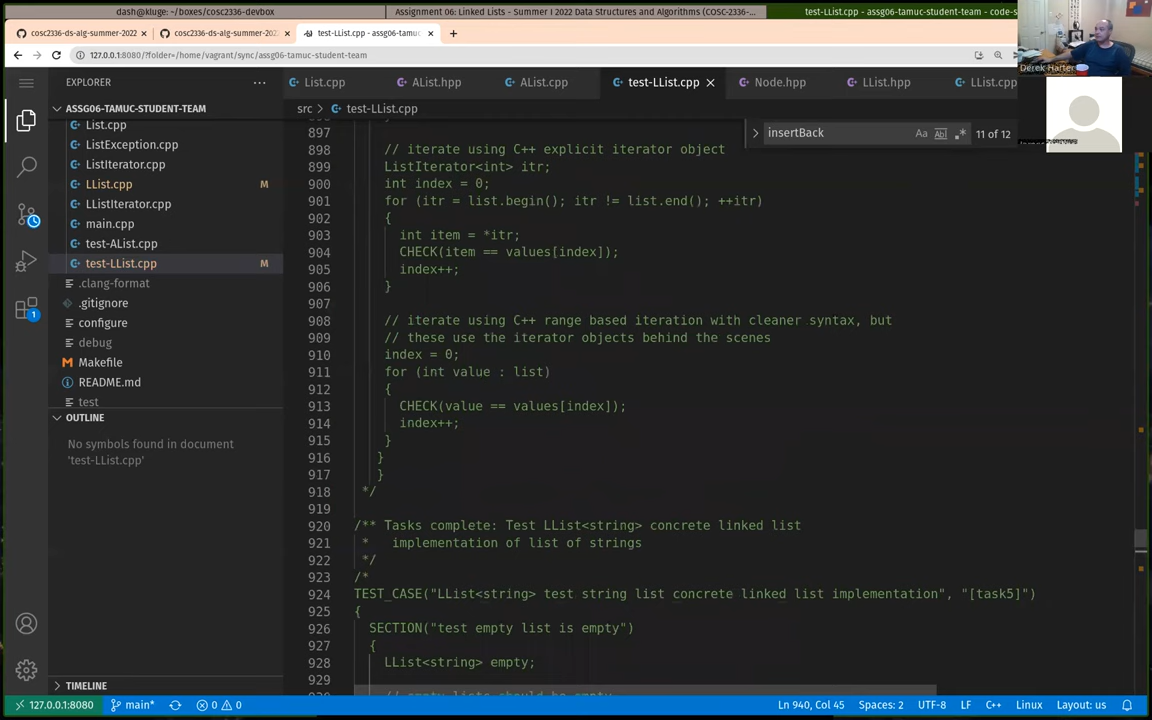 dash@kluge: ~/boxes/cosc2336-devbox
Assignment 06: Linked Lists - Summer I 2022 Data Structures and Algorithms (COSC-2336-...
test-LList.cpp - assg06-tamuc-student-team - code-s
cosc2336-ds-alg-summer-2022
cosc2336-ds-alg-summer-202
test-LList.cpp - assg06-tamuc-
127.0.0.1:8080/?folder=/home/vagrant/sync/assg06-tamuc-student-team
Derek Harter
EXPLORER
List.cpp
AList.hpp
AList.cpp
test-LList.cpp
Node.hpp
LList.hpp
LList.cpp
ASSG06-TAMUC-STUDENT-TEAM
src > test-LList.cpp
insertBack
11 of 12
List.cpp
ListException.cpp
ListIterator.cpp
LList.cpp M
LListIterator.cpp
main.cpp
test-AList.cpp
test-LList.cpp M
.clang-format
.gitignore
configure
debug
Makefile
README.md
test
OUTLINE
No symbols found in document
'test-LList.cpp'
TIMELINE
897
898 // iterate using C++ explicit iterator object
899 ListIterator<int> itr;
900 int index = 0;
901 for (itr = list.begin(); itr != list.end(); ++itr)
902 {
903 int item = *itr;
904 CHECK(item == values[index]);
905 index++;
906 }
907
908 // iterate using C++ range based iteration with cleaner syntax, but
909 // these use the iterator objects behind the scenes
910 index = 0;
911 for (int value : list)
912 {
913 CHECK(value == values[index]);
914 index++;
915 }
916 }
917 }
918 */
919
920 /** Tasks complete: Test LList<string> concrete linked list
921 * implementation of list of strings
922 */
923 /*
924 TEST_CASE("LList<string> test string list concrete linked list implementation", "[task5]")
925 {
926 SECTION("test empty list is empty")
927 {
928 LList<string> empty;
929
// empty lists should be empty
1
1
127.0.0.1:8080
main*
0 0
Ln 940, Col 45
Spaces: 2
UTF-8
LF
C++
Linux
Layout: us